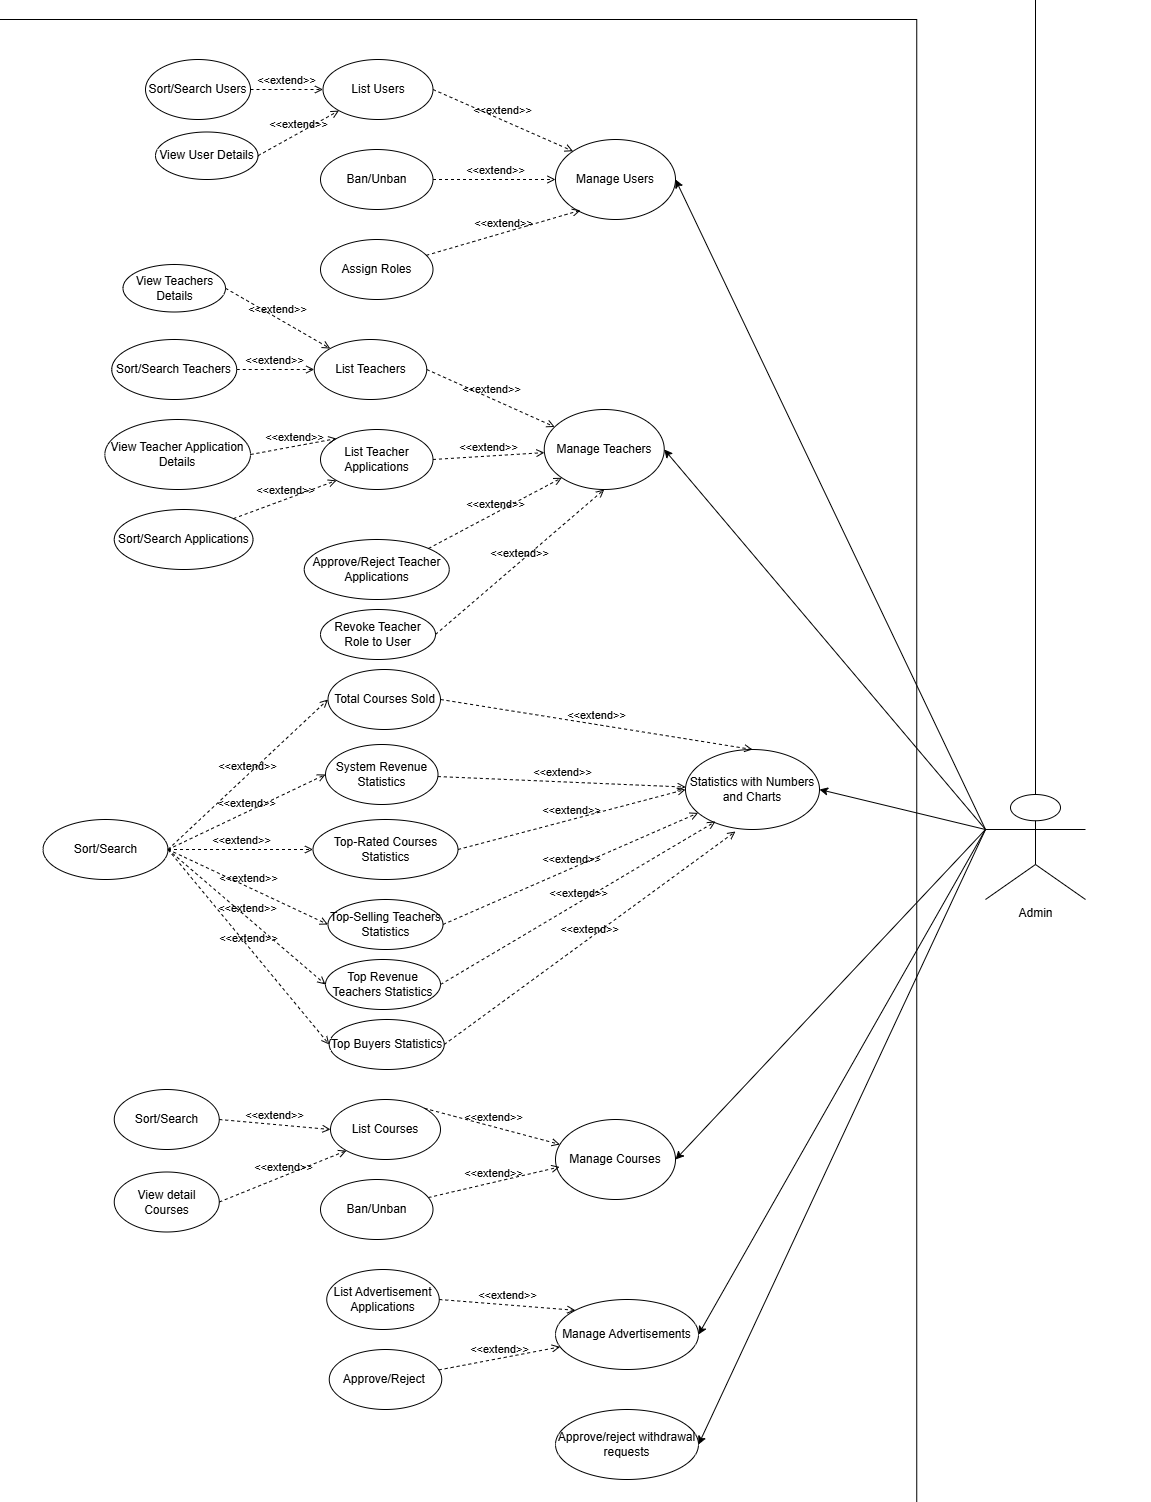 Sort/Search Users
<<extend>>
List Users
<<extend>>
View User Details
<<extend>>
Ban/Unban
<<extend>>
Manage Users
<<extend>>
Assign Roles
View Teachers
Details
<<extend>>
Sort/Search Teachers
<<extend>>
List Teachers
<<extend>>
View Teacher Application
Details
<<extend>>
List Teacher
Applications
<<extend>>
Manage Teachers
<<extend>>
Sort/Search Applications
<<extend>>
Approve/Reject Teacher
Applications
<<extend>>
Revoke Teacher
Role to User
Total Courses Sold
<<extend>>
<<extend>>
System Revenue
Statistics
<<extend>>
Statistics with Numbers
and Charts
<<extend>>
<<extend>>
Sort/Search
<<extend>>
Top-Rated Courses
Statistics
<<extend>>
<<extend>>
<<extend>>
<<extend>>
Top-Selling Teachers
Statistics
<<extend>>
<<extend>>
Top Revenue
Teachers Statistics
Top Buyers Statistics
Admin
Sort/Search
<<extend>>
List Courses
<<extend>>
Manage Courses
<<extend>>
<<extend>>
View detail
Courses
Ban/Unban
List Advertisement
Applications
<<extend>>
Manage Advertisements
<<extend>>
Approve/Reject
Approve/reject withdrawal
requests